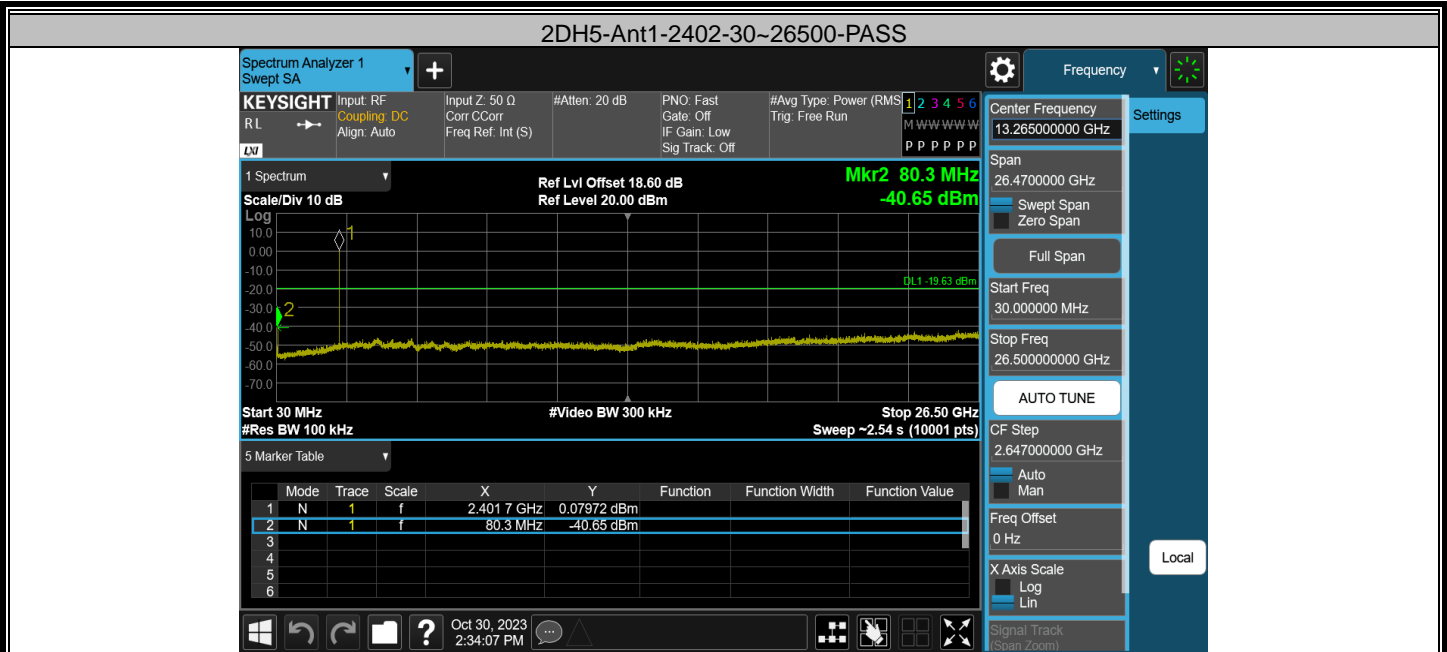 2DH5-Ant1-2402-30~26500-PASS
Spectrum Analyzer 1
Swept SA
+
Frequency
KEYSIGHT
RL
LXI
Input: RF
Coupling: DC
Align: Auto
Input Z: 50 Ω
Corr CCorr
Freq Ref: Int (S)
#Atten: 20 dB
PNO: Fast
Gate: Off
IF Gain: Low
Sig Track: Off
#Avg Type: Power (RMS
Trig: Free Run
1 2 3 4 5 6
M W W W W W
P P P P P P
1 Spectrum
Scale/Div 10 dB
Ref Lvl Offset 18.60 dB
Ref Level 20.00 dBm
Mkr2 80.3 MHz
-40.65 dBm
Log
10.0
0.00
-10.0
-20.0
-30.0
-40.0
-50.0
-60.0
-70.0
1
2
DL1 -19.63 dBm
Start 30 MHz
#Video BW 300 kHz
Stop 26.50 GHz
#Res BW 100 kHz
Sweep ~2.54 s (10001 pts)
5 Marker Table
Mode Trace Scale X Y Function Function Width Function Value
1 N 1 f 2.401 7 GHz 0.07972 dBm
2 N 1 f 80.3 MHz -40.65 dBm
3
4
5
6
Center Frequency
13.265000000 GHz
Span
26.4700000 GHz
Swept Span
Zero Span
Full Span
Start Freq
30.000000 MHz
Stop Freq
26.500000000 GHz
AUTO TUNE
CF Step
2.647000000 GHz
Auto
Man
Freq Offset
0 Hz
X Axis Scale
Log
Lin
Signal Track
(Span Zoom)
Settings
Local
?
Oct 30, 2023
2:34:07 PM